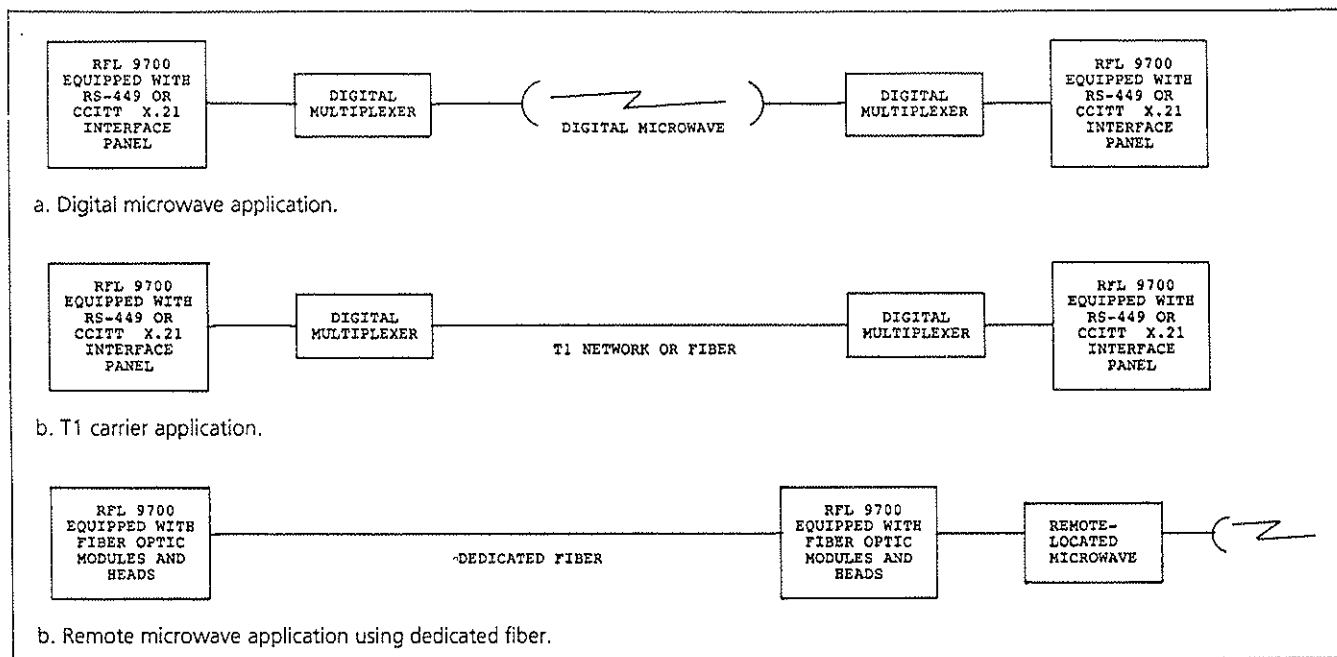 RFL 9700
EQUIPPED WITH
RS-449 OR
CCITT X.21
INTERFACE
PANEL
DIGITAL
MULTIPLEXER
DIGITAL MICROWAVE
DIGITAL
MULTIPLEXER
RFL 9700
EQUIPPED WITH
RS-449 OR
CCITT X.21
INTERFACE
PANEL
a. Digital microwave application.
RFL 9700
EQUIPPED WITH
RS-449 OR
CCITT X.21
INTERFACE
PANEL
DIGITAL
MULTIPLEXER
T1 NETWORK OR FIBER
DIGITAL
MULTIPLEXER
RFL 9700
EQUIPPED WITH
RS-449 OR
CCITT X.21
INTERFACE
PANEL
b. T1 carrier application.
RFL 9700
EQUIPPED WITH
FIBER OPTIC
MODULES AND
HEADS
DEDICATED FIBER
RFL 9700
EQUIPPED WITH
FIBER OPTIC
MODULES AND
HEADS
REMOTE-
LOCATED
MICROWAVE
b. Remote microwave application using dedicated fiber.